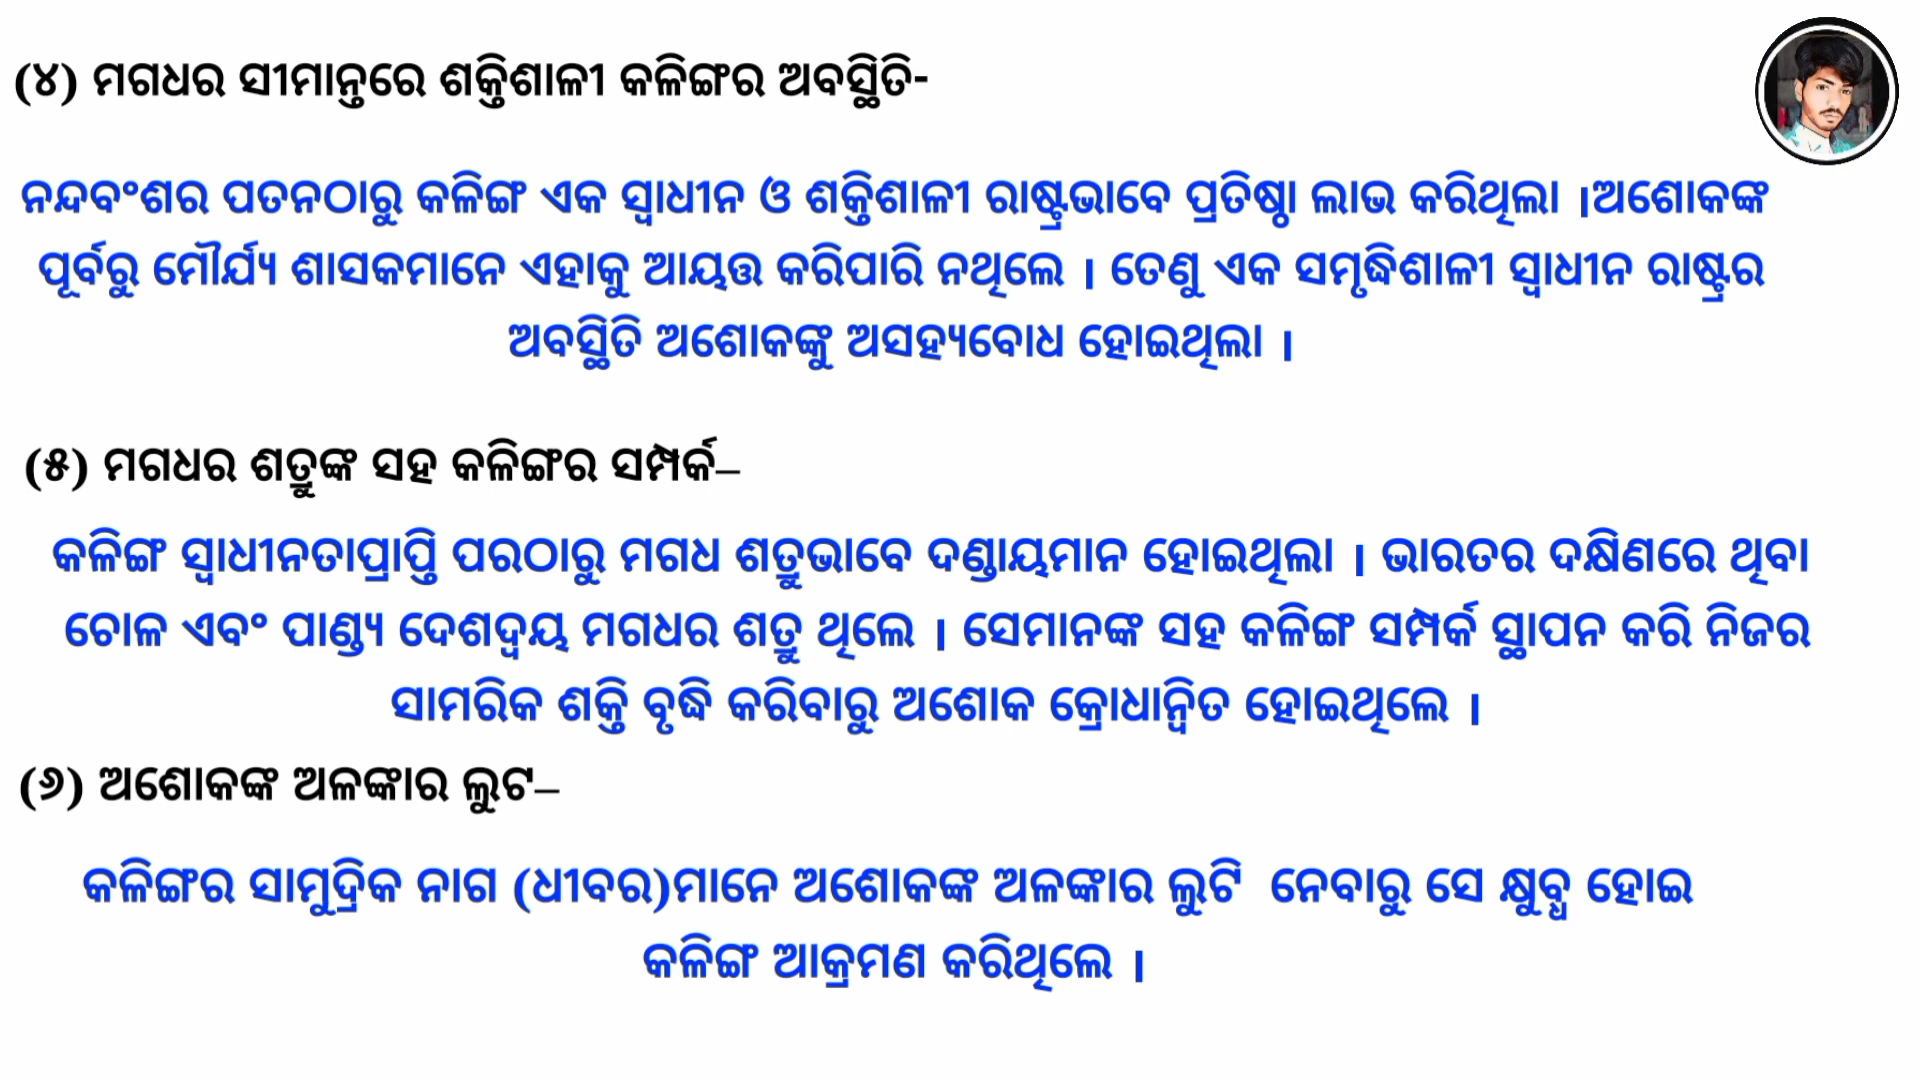 (୪) ମଗଧର ସୀମାନ୍ତରେ ଶକ୍ତିଶାଳୀ କଳିଙ୍ଗର ଅବସ୍ଥିତି-
ନନ୍ଦବଂଶର ପତନଠାରୁ କଳିଙ୍ଗ ଏକ ସ୍ୱାଧୀନ ଓ ଶକ୍ତିଶାଳୀ ରାଷ୍ଟ୍ରଭାବେ ପ୍ରତିଷ୍ଠା ଲାଭ କରିଥିଲା ।ଅଶୋକଙ୍କ
ପୂର୍ବରୁ ମୌର୍ଯ୍ୟ ଶାସକମାନେ ଏହାକୁ ଆୟତ୍ତ କରିପାରି ନଥିଲେ । ତେଣୁ ଏକ ସମୃଦ୍ଧିଶାଳୀ ସ୍ୱାଧୀନ ରାଷ୍ଟ୍ରର
ଅବସ୍ଥିତି ଅଶୋକଙ୍କୁ ଅସହ୍ୟବୋଧ ହୋଇଥିଲା ।
(୫) ମଗଧର ଶତ୍ରୁଙ୍କ ସହ କଳିଙ୍ଗର ସମ୍ପର୍କ–
କଳିଙ୍ଗ ସ୍ୱାଧୀନତାପ୍ରାପ୍ତି ପରଠାରୁ ମଗଧ ଶତ୍ରୁଭାବେ ଦଣ୍ଡାୟମାନ ହୋଇଥିଲା । ଭାରତର ଦକ୍ଷିଣରେ ଥିବା
ଚୋଳ ଏବଂ ପାଣ୍ଡ୍ୟ ଦେଶଦ୍ୱୟ ମଗଧର ଶତ୍ରୁ ଥିଲେ । ସେମାନଙ୍କ ସହ କଳିଙ୍ଗ ସମ୍ପର୍କ ସ୍ଥାପନ କରି ନିଜର
ସାମରିକ ଶକ୍ତି ବୃଦ୍ଧି କରିବାରୁ ଅଶୋକ କ୍ରୋଧାନ୍ୱିତ ହୋଇଥିଲେ ।
(୬) ଅଶୋକଙ୍କ ଅଳଙ୍କାର ଲୁଟ–
କଳିଙ୍ଗର ସାମୁଦ୍ରିକ ନାଗ (ଧୀବର)ମାନେ ଅଶୋକଙ୍କ ଅଳଙ୍କାର ଲୁଟି ନେବାରୁ ସେ କ୍ଷୁବ୍ଧ ହୋଇ
କଳିଙ୍ଗ ଆକ୍ରମଣ କରିଥିଲେ ।